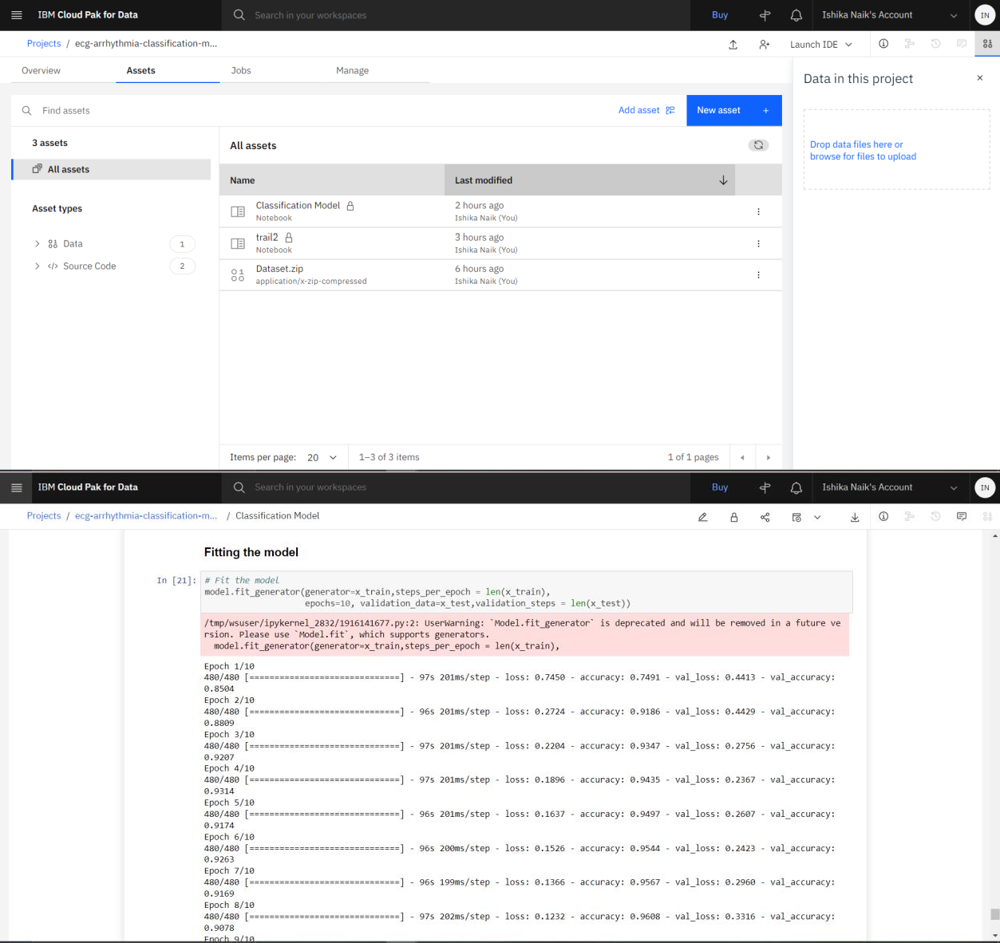 IBM Cloud Pak for Data
Search in your workspaces
Buy
Ishika Naik's Account
IN
Projects / ecg-arrhythmia-classification-m...
Launch IDE
Overview
Assets
Jobs
Manage
Data in this project
Find assets
Add asset
New asset +
Drop data files here or
browse for files to upload
3 assets
All assets
All assets
Asset types
Data 1
Source Code 2
Name
Last modified
Classification Model
Notebook
2 hours ago
Ishika Naik (You)
trail2
Notebook
3 hours ago
Ishika Naik (You)
Dataset.zip
application/x-zip-compressed
6 hours ago
Ishika Naik (You)
Items per page: 20
1–3 of 3 items
1 of 1 pages
IBM Cloud Pak for Data
Search in your workspaces
Buy
Ishika Naik's Account
IN
Projects / ecg-arrhythmia-classification-m... / Classification Model
Fitting the model
In [21]: # Fit the model
model.fit_generator(generator=x_train,steps_per_epoch = len(x_train),
epochs=10, validation_data=x_test,validation_steps = len(x_test))
/tmp/wsuser/ipykernel_2832/1916141677.py:2: UserWarning: `Model.fit_generator` is deprecated and will be removed in a future ve
rsion. Please use `Model.fit`, which supports generators.
model.fit_generator(generator=x_train,steps_per_epoch = len(x_train),
Epoch 1/10
480/480 [==============================] - 97s 201ms/step - loss: 0.7450 - accuracy: 0.7491 - val_loss: 0.4413 - val_accuracy:
0.8504
Epoch 2/10
480/480 [==============================] - 96s 201ms/step - loss: 0.2724 - accuracy: 0.9186 - val_loss: 0.4429 - val_accuracy:
0.8809
Epoch 3/10
480/480 [==============================] - 97s 201ms/step - loss: 0.2204 - accuracy: 0.9347 - val_loss: 0.2756 - val_accuracy:
0.9207
Epoch 4/10
480/480 [==============================] - 97s 201ms/step - loss: 0.1896 - accuracy: 0.9435 - val_loss: 0.2367 - val_accuracy:
0.9314
Epoch 5/10
480/480 [==============================] - 96s 201ms/step - loss: 0.1637 - accuracy: 0.9497 - val_loss: 0.2607 - val_accuracy:
0.9174
Epoch 6/10
480/480 [==============================] - 96s 200ms/step - loss: 0.1526 - accuracy: 0.9544 - val_loss: 0.2423 - val_accuracy:
0.9263
Epoch 7/10
480/480 [==============================] - 96s 199ms/step - loss: 0.1366 - accuracy: 0.9567 - val_loss: 0.2960 - val_accuracy:
0.9169
Epoch 8/10
480/480 [==============================] - 97s 202ms/step - loss: 0.1232 - accuracy: 0.9608 - val_loss: 0.3316 - val_accuracy:
0.9078
Epoch 9/10